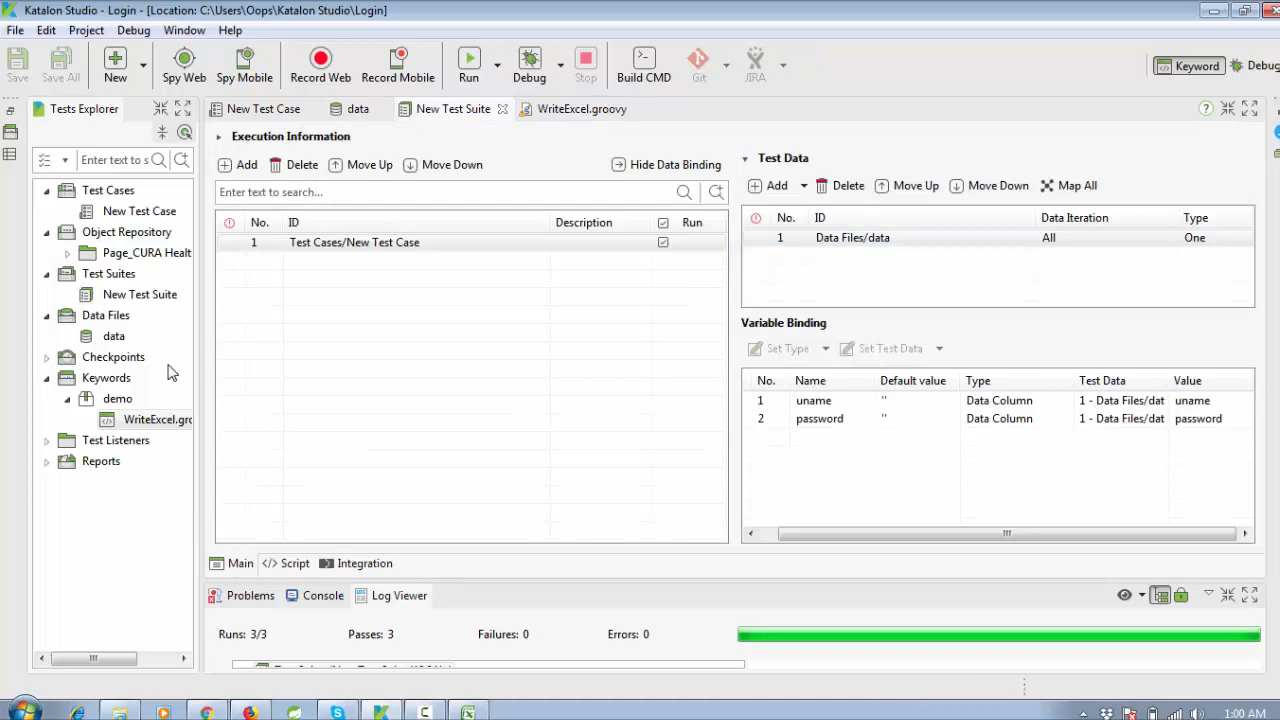 Katalon Studio - Login - [Location: C:\Users\Oops\Katalon Studio\Login]
File Edit Project Debug Window Help
Save Save All New Spy Web Spy Mobile Record Web Record Mobile Run Debug Stop Build CMD Git JIRA Keyword Debug
Tests Explorer
New Test Case data New Test Suite WriteExcel.groovy
Enter text to s
Test Cases
New Test Case
Object Repository
Page_CURA Healt
Test Suites
New Test Suite
Data Files
data
Checkpoints
Keywords
demo
WriteExcel.gro
Test Listeners
Reports
Execution Information
Add Delete Move Up Move Down Hide Data Binding
Enter text to search...
No. ID Description Run
1 Test Cases/New Test Case
Test Data
Add Delete Move Up Move Down Map All
No. ID Data Iteration Type
1 Data Files/data All One
Variable Binding
Set Type Set Test Data
No. Name Default value Type Test Data Value
1 uname '' Data Column 1 - Data Files/dat uname
2 password '' Data Column 1 - Data Files/dat password
Main Script Integration
Problems Console Log Viewer
Runs: 3/3 Passes: 3 Failures: 0 Errors: 0
1:00 AM